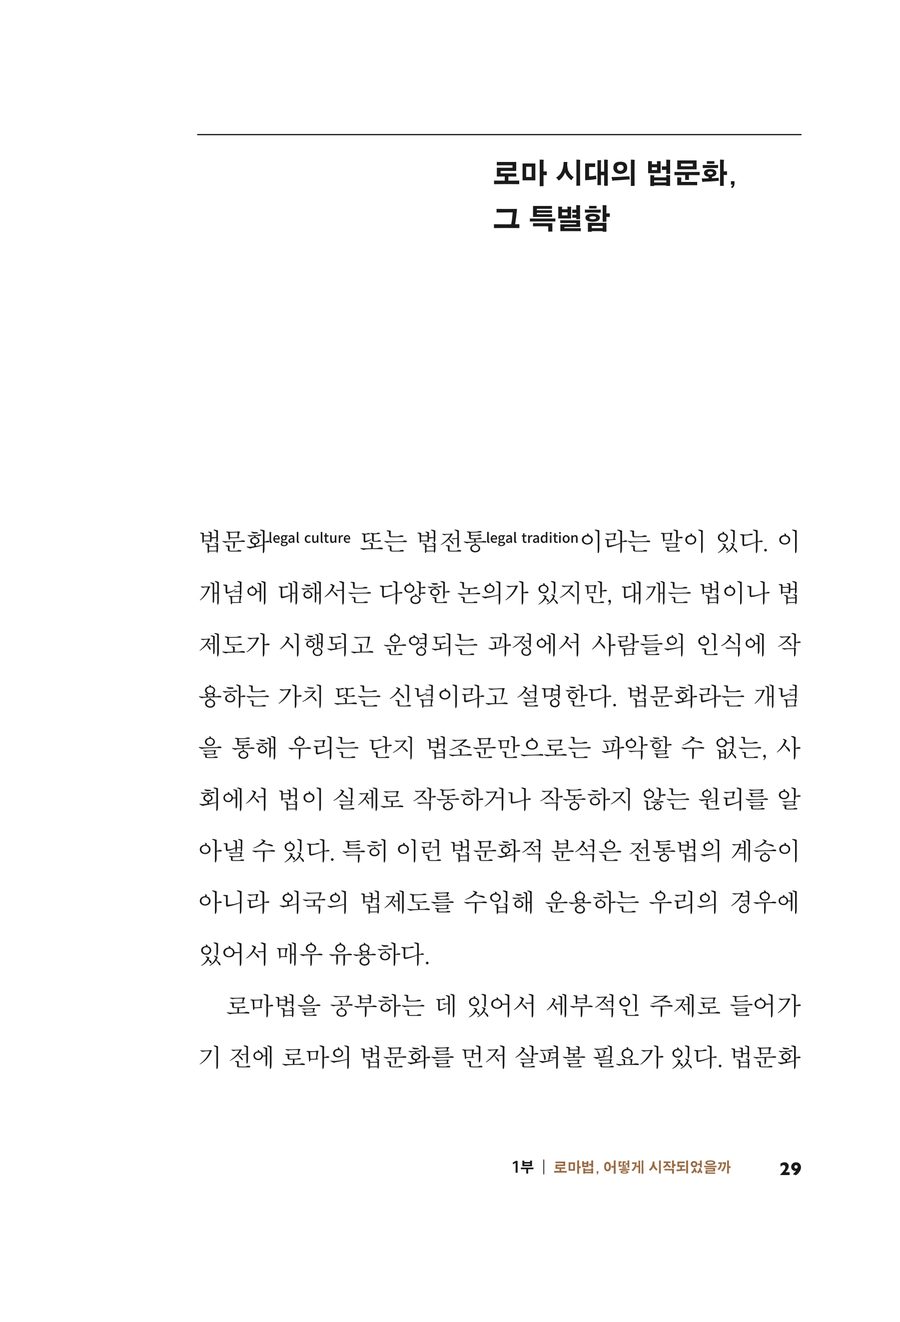 로마 시대의 법문화,
그 특별함
법문화legal culture 또는 법전통legal tradition이라는 말이 있다. 이
개념에 대해서는 다양한 논의가 있지만, 대개는 법이나 법
제도가 시행되고 운영되는 과정에서 사람들의 인식에 작
용하는 가치 또는 신념이라고 설명한다. 법문화라는 개념
을 통해 우리는 단지 법조문만으로는 파악할 수 없는, 사
회에서 법이 실제로 작동하거나 작동하지 않는 원리를 알
아낼 수 있다. 특히 이런 법문화적 분석은 전통법의 계승이
아니라 외국의 법제도를 수입해 운용하는 우리의 경우에
있어서 매우 유용하다.
로마법을 공부하는 데 있어서 세부적인 주제로 들어가
기 전에 로마의 법문화를 먼저 살펴볼 필요가 있다. 법문화
1부 | 로마법, 어떻게 시작되었을까 29